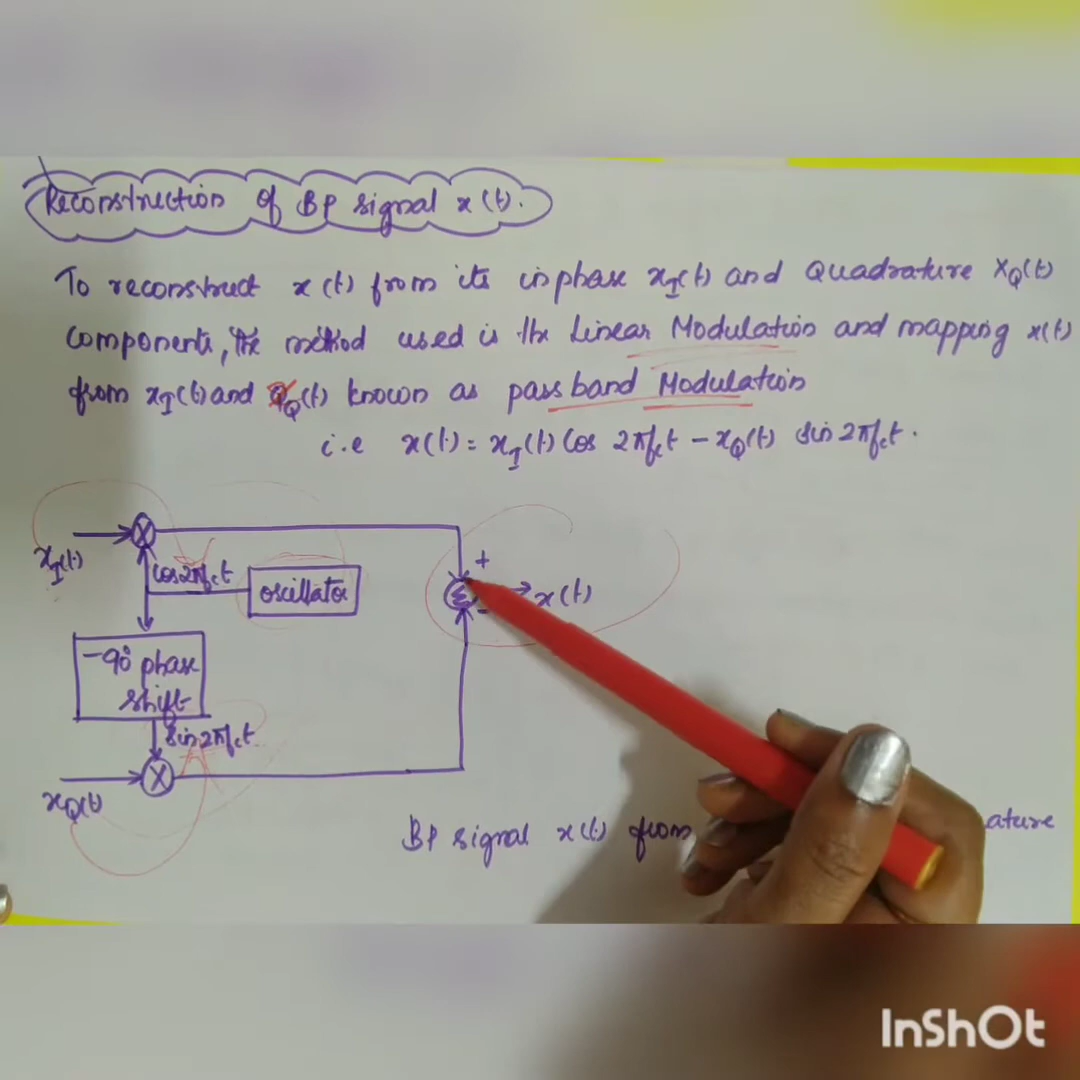 Reconstruction of BP signal x(t).
To reconstruct x(t) from its inphase xI(t) and Quadrature XQ(t)
Components, the method used is the Linear Modulation and mapping x(t)
from xI(t) and Q(t) known as pass band Modulation
i.e x(t) = xI(t) Cos 2πfct - xQ(t) Sin 2πfct.
xI(t)
X
Cos2πfct
oscillator
+
Σ
-
x(t)
-90° phase
shift
Sin2πfct
X
xQ(t)
BP signal x(t) from
ature
InShOt